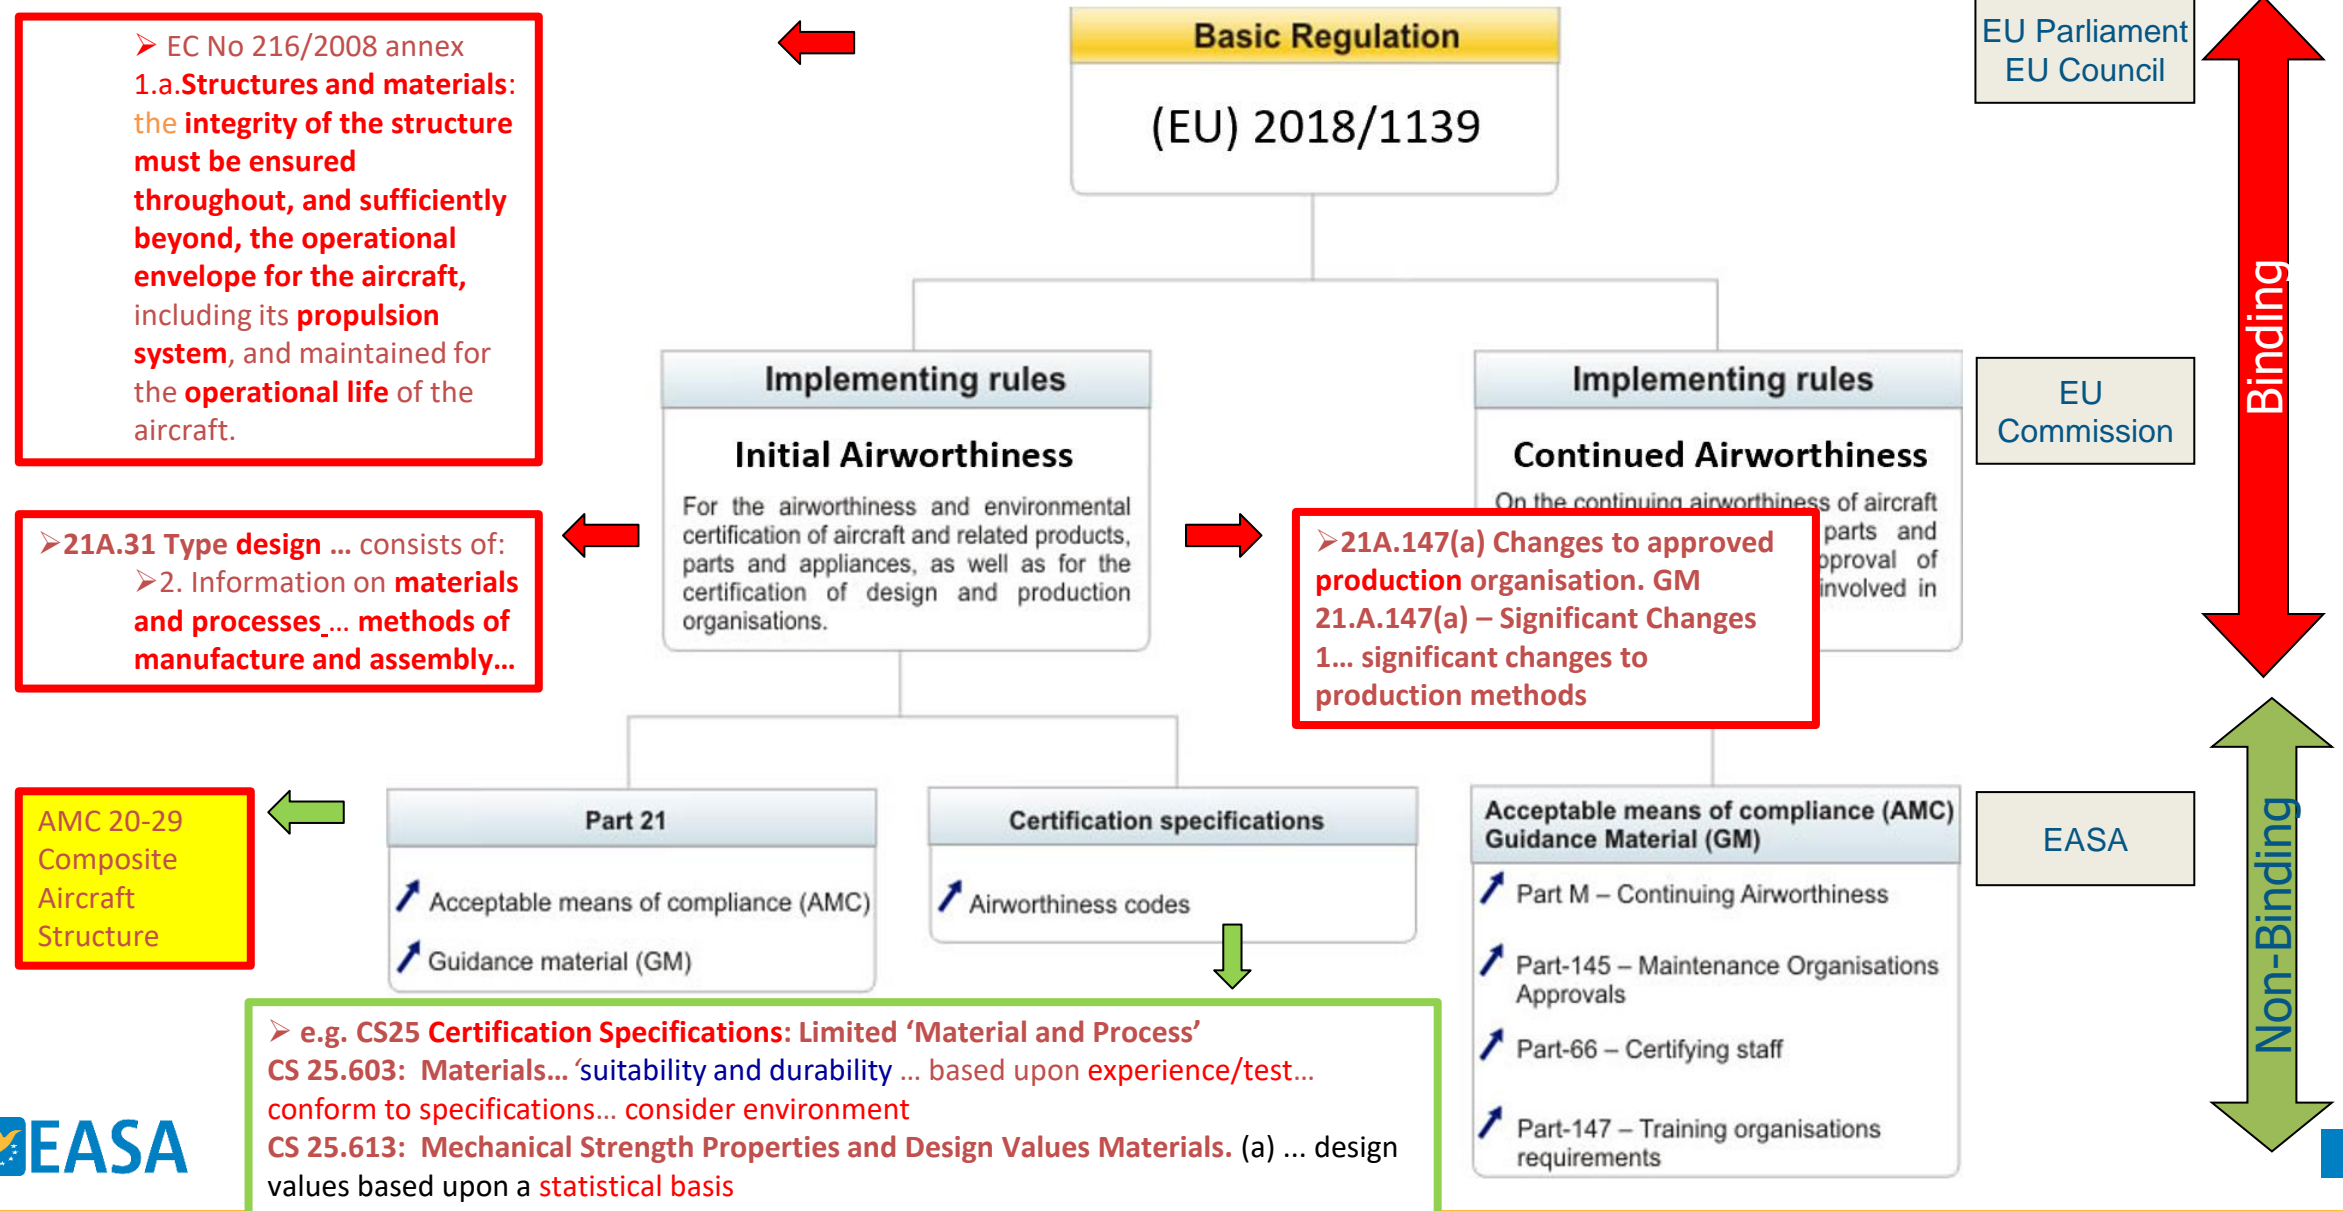 ➢ EC No 216/2008 annex
1.a.Structures and materials:
the integrity of the structure
must be ensured
throughout, and sufficiently
beyond, the operational
envelope for the aircraft,
including its propulsion
system, and maintained for
the operational life of the
aircraft.
Basic Regulation
(EU) 2018/1139
EU Parliament
EU Council
Binding
Implementing rules
Initial Airworthiness
For the airworthiness and environmental
certification of aircraft and related products,
parts and appliances, as well as for the
certification of design and production
organisations.
Implementing rules
Continued Airworthiness
On the continuing airworthiness of aircraft
parts and
approval of
involved in
EU
Commission
➢21A.31 Type design … consists of:
➢2. Information on materials
and processes … methods of
manufacture and assembly…
➢21A.147(a) Changes to approved
production organisation. GM
21.A.147(a) – Significant Changes
1… significant changes to
production methods
AMC 20-29
Composite
Aircraft
Structure
Part 21
Acceptable means of compliance (AMC)
Guidance material (GM)
Certification specifications
Airworthiness codes
Acceptable means of compliance (AMC)
Guidance Material (GM)
Part M – Continuing Airworthiness
Part-145 – Maintenance Organisations
Approvals
Part-66 – Certifying staff
Part-147 – Training organisations
requirements
EASA
Non-Binding
➢ e.g. CS25 Certification Specifications: Limited ‘Material and Process’
CS 25.603: Materials… ‘suitability and durability … based upon experience/test…
conform to specifications… consider environment
CS 25.613: Mechanical Strength Properties and Design Values Materials. (a) ... design
values based upon a statistical basis
EASA